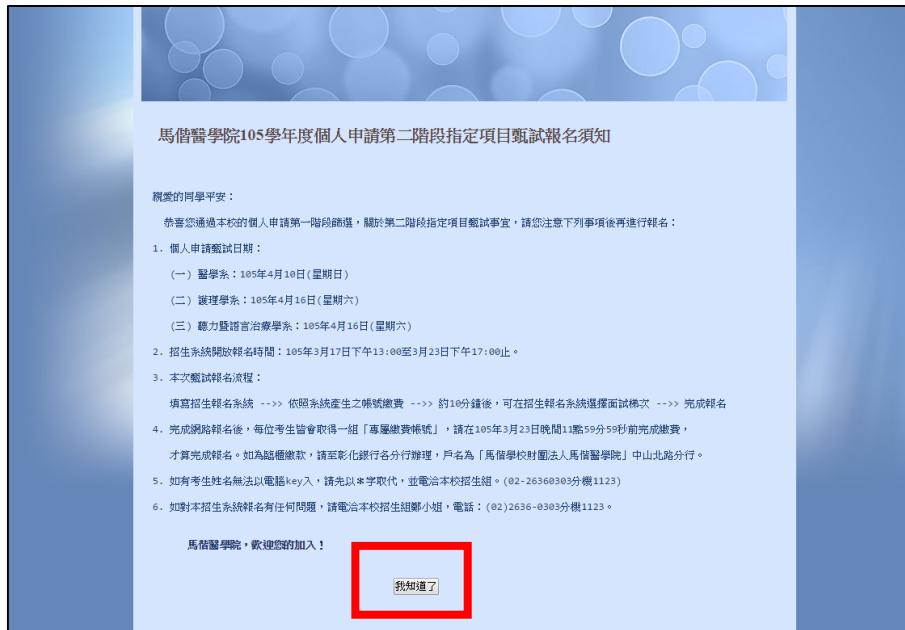 馬偕醫學院105學年度個人申請第二階段指定項目甄試報名須知
親愛的同學平安：
恭喜您通過本校的個人申請第一階段篩選，關於第二階段指定項目甄試事宜，請您注意下列事項後再進行報名：
1. 個人申請甄試日期：
(一) 醫學系：105年4月10日(星期日)
(二) 護理學系：105年4月16日(星期六)
(三) 聽力暨語言治療學系：105年4月16日(星期六)
2. 招生系統開放報名時間：105年3月17日下午13:00至3月23日下午17:00止。
3. 本次甄試報名流程：
填寫招生報名系統 -->> 依照系統產生之帳號繳費 -->> 約10分鐘後，可在招生報名系統選擇面試梯次 -->> 完成報名
4. 完成網路報名後，每位考生皆會取得一組「專屬繳費帳號」，請在105年3月23日晚間11點59分59秒前完成繳費，
才算完成報名。如為臨櫃繳款，請至彰化銀行各分行辦理，戶名為「馬偕學校財團法人馬偕醫學院」中山北路分行。
5. 如有考生姓名無法以電腦key入，請先以＊字取代，並電洽本校招生組。(02-26360303分機1123)
6. 如對本招生系統報名有任何問題，請電洽本校招生組鄭小姐，電話：(02)2636-0303分機1123。
馬偕醫學院，歡迎您的加入！
我知道了